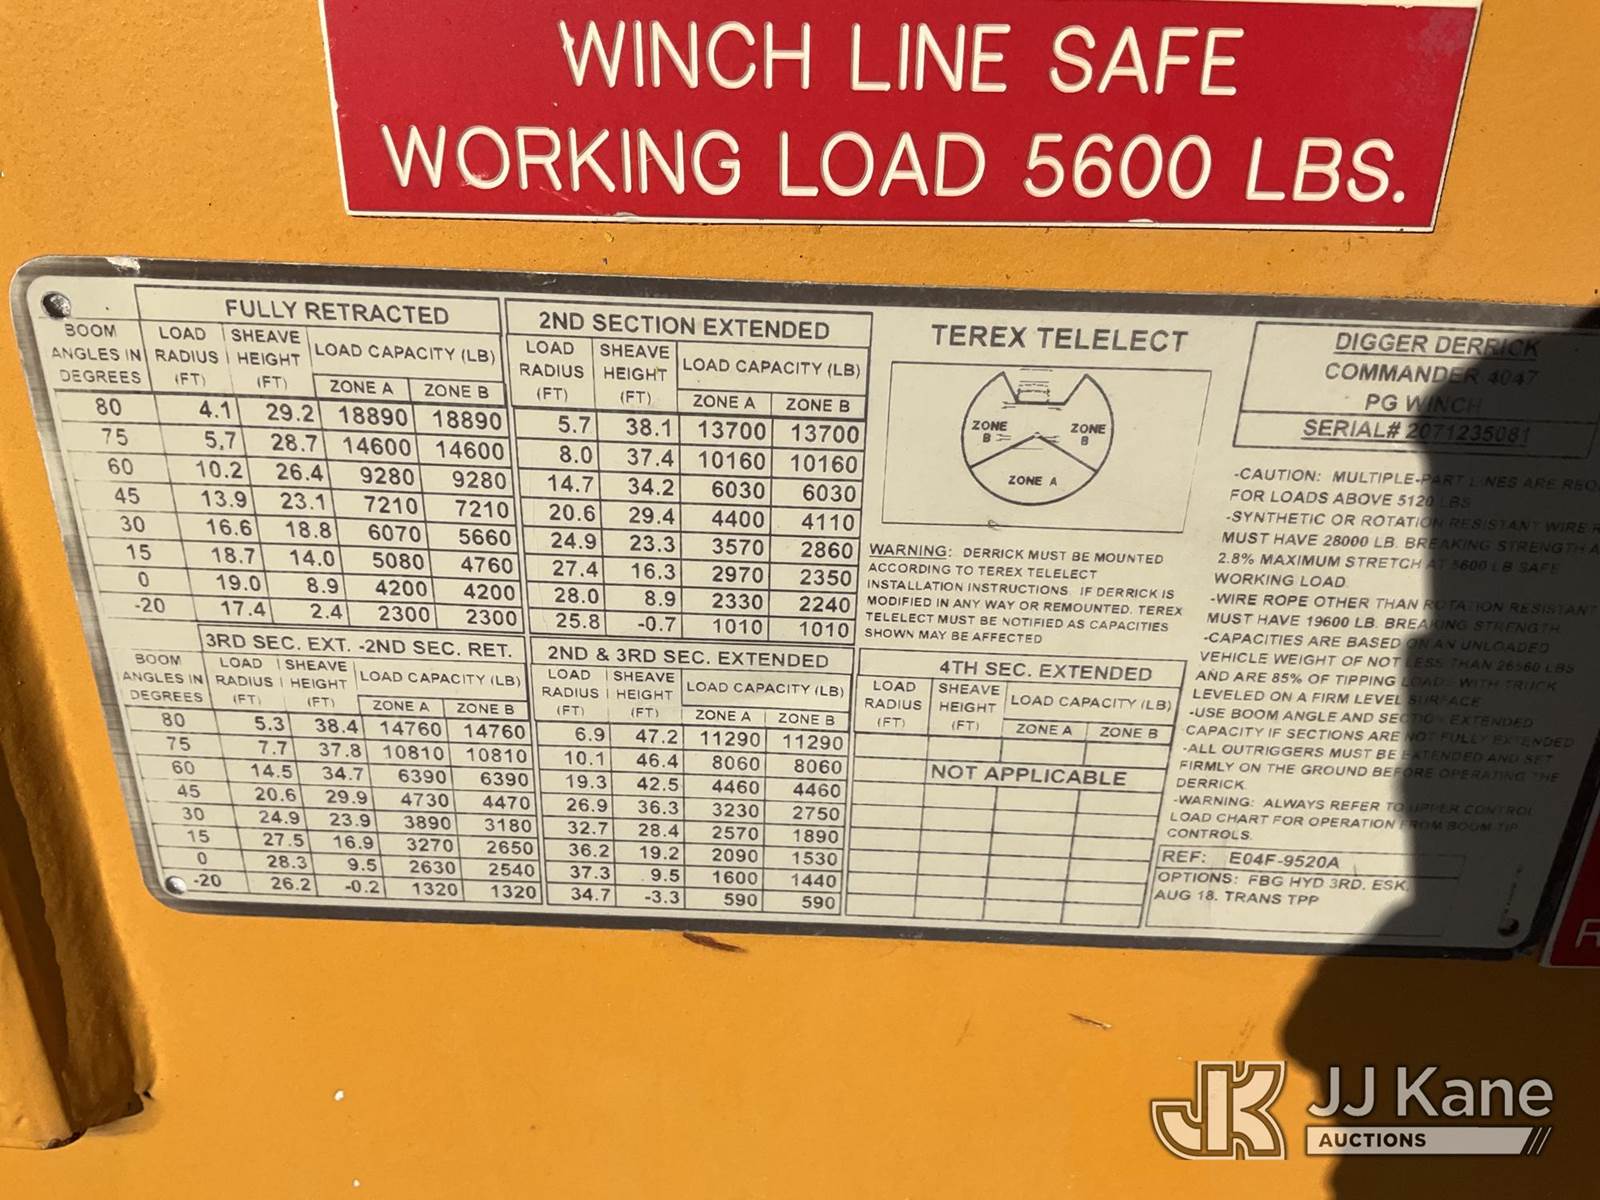 WINCH LINE SAFE
WORKING LOAD 5600 LBS.
FULLY RETRACTED
BOOM ANGLES IN DEGREES | LOAD RADIUS (FT) | SHEAVE HEIGHT (FT) | LOAD CAPACITY (LB) ZONE A | ZONE B
80 4.1 29.2 18890 18890
75 5.7 28.7 14600 14600
60 10.2 26.4 9280 9280
45 13.9 23.1 7210 7210
30 16.6 18.8 6070 5660
15 18.7 14.0 5080 4760
0 19.0 8.9 4200 4200
-20 17.4 2.4 2300 2300
2ND SECTION EXTENDED
LOAD RADIUS (FT) | SHEAVE HEIGHT (FT) | LOAD CAPACITY (LB) ZONE A | ZONE B
5.7 38.1 13700 13700
8.0 37.4 10160 10160
14.7 34.2 6030 6030
20.6 29.4 4400 4110
24.9 23.3 3570 2860
27.4 16.3 2970 2350
28.0 8.9 2330 2240
25.8 -0.7 1010 1010
3RD SEC. EXT. -2ND SEC. RET.
BOOM ANGLES IN DEGREES | LOAD RADIUS (FT) | SHEAVE HEIGHT (FT) | LOAD CAPACITY (LB) ZONE A | ZONE B
80 5.3 38.4 14760 14760
75 7.7 37.8 10810 10810
60 14.5 34.7 6390 6390
45 20.6 29.9 4730 4470
30 24.9 23.9 3890 3180
15 27.5 16.9 3270 2650
0 28.3 9.5 2630 2540
-20 26.2 -0.2 1320 1320
2ND & 3RD SEC. EXTENDED
LOAD RADIUS (FT) | SHEAVE HEIGHT (FT) | LOAD CAPACITY (LB) ZONE A | ZONE B
6.9 47.2 11290 11290
10.1 46.4 8060 8060
19.3 42.5 4460 4460
26.9 36.3 3230 2750
32.7 28.4 2570 1890
36.2 19.2 2090 1530
37.3 9.5 1600 1440
34.7 -3.3 590 590
4TH SEC. EXTENDED
LOAD RADIUS (FT) | SHEAVE HEIGHT (FT) | LOAD CAPACITY (LB) ZONE A | ZONE B
NOT APPLICABLE
TEREX TELELECT
ZONE B
ZONE B
ZONE A
WARNING: DERRICK MUST BE MOUNTED
ACCORDING TO TEREX TELELECT
INSTALLATION INSTRUCTIONS. IF DERRICK IS
MODIFIED IN ANY WAY OR REMOUNTED, TEREX
TELELECT MUST BE NOTIFIED AS CAPACITIES
SHOWN MAY BE AFFECTED
DIGGER DERRICK
COMMANDER 4047
PG WINCH
SERIAL# 2071235081
-CAUTION: MULTIPLE-PART LINES ARE
FOR LOADS ABOVE 5120 LBS
-SYNTHETIC OR ROTATION RESISTANT WIRE
MUST HAVE 28000 LB. BREAKING STRENGTH
2.8% MAXIMUM STRETCH AT 5600 LB SAFE
WORKING LOAD.
-WIRE ROPE OTHER THAN ROTATION RESISTANT
MUST HAVE 19600 LB. BREAKING STRENGTH
-CAPACITIES ARE BASED ON AN UNLOADED
VEHICLE WEIGHT OF NOT LESS THAN 26560 LBS
AND ARE 85% OF TIPPING LOADS WITH TRUCK
LEVELED ON A FIRM LEVEL SURFACE
-USE BOOM ANGLE AND SECTION EXTENDED
CAPACITY IF SECTIONS ARE NOT FULLY EXTENDED
-ALL OUTRIGGERS MUST BE EXTENDED AND SET
FIRMLY ON THE GROUND BEFORE OPERATING THE
DERRICK
-WARNING: ALWAYS REFER TO UPPER CONTROL
LOAD CHART FOR OPERATION FROM BOOM TIP
CONTROLS.
REF: E04F-9520A
OPTIONS: FBG HYD 3RD. ESK.
AUG 18. TRANS TPP
JK JJ Kane
AUCTIONS